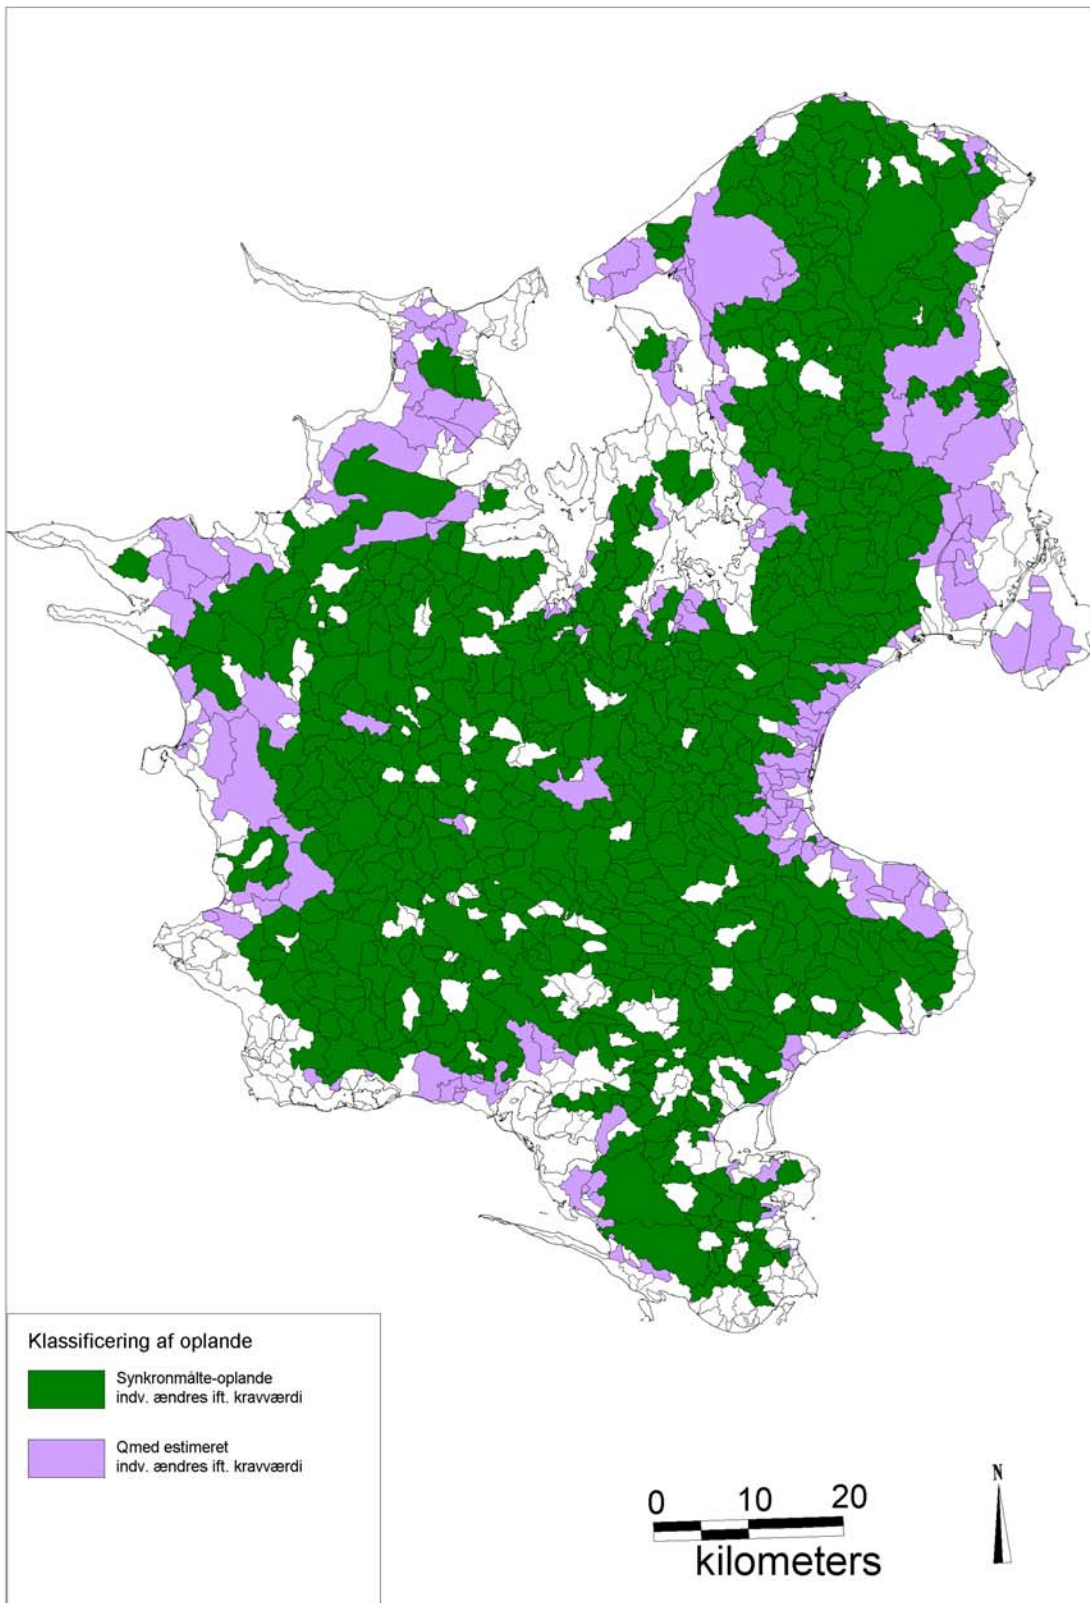 Klassificering af oplande
Synkronmålte-oplande
indv. ændres ift. kravværdi
Qmed estimeret
indv. ændres ift. kravværdi
0 10 20
kilometers
N